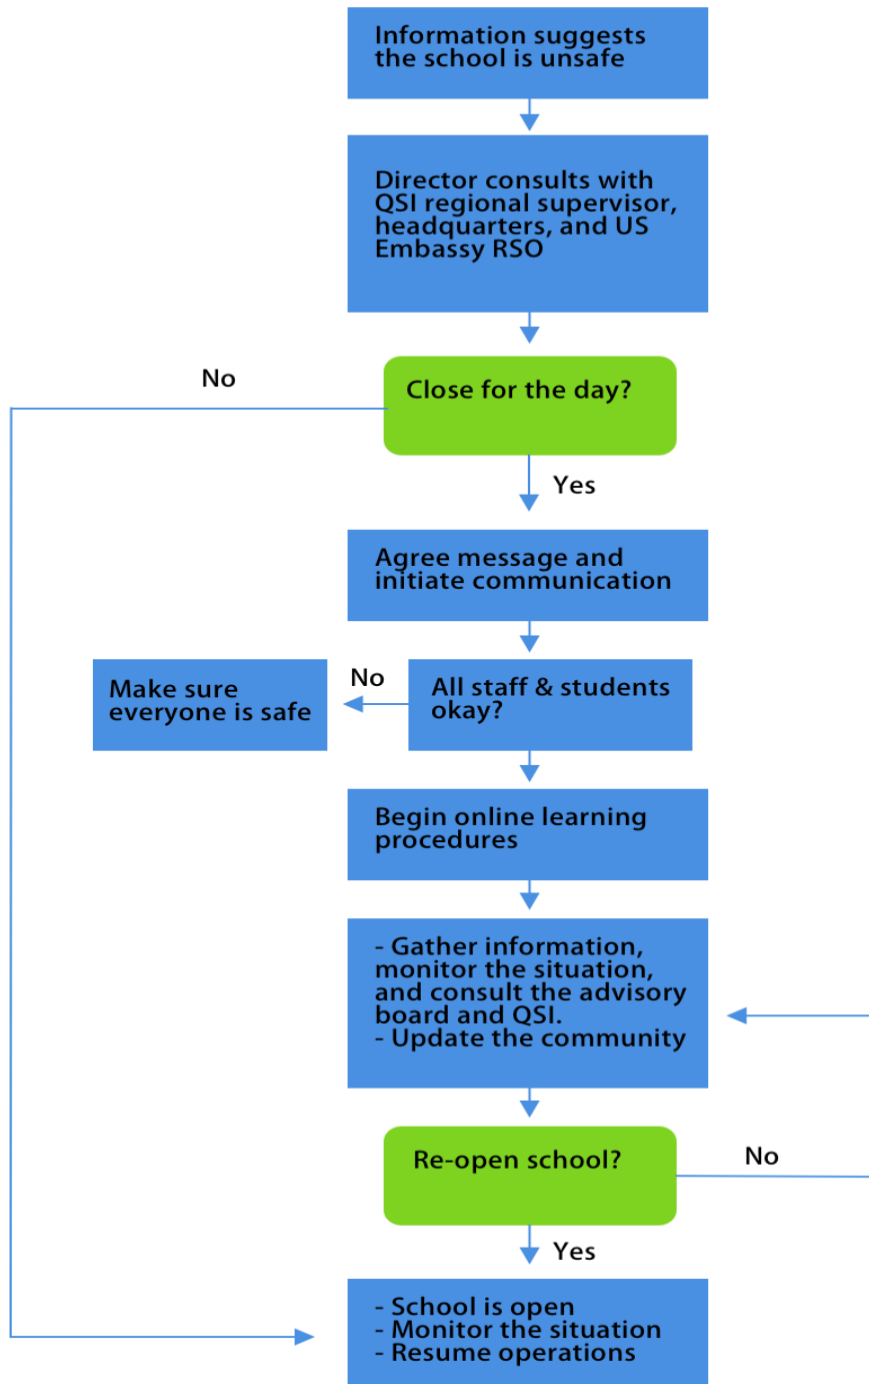 Information suggests
the school is unsafe
Director consults with
QSI regional supervisor,
headquarters, and US
Embassy RSO
No
Close for the day?
Yes
Agree message and
initiate communication
Make sure
everyone is safe
No
All staff & students
okay?
Begin online learning
procedures
- Gather information,
monitor the situation,
and consult the advisory
board and QSI.
- Update the community
Re-open school?
No
Yes
- School is open
- Monitor the situation
- Resume operations